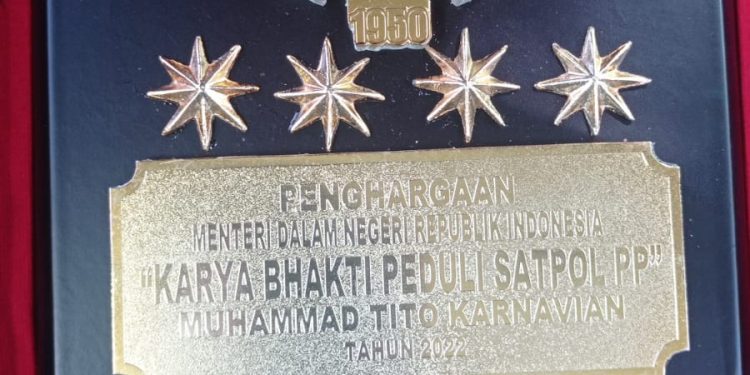 1950
PENGHARGAAN
MENTERI DALAM NEGERI REPUBLIK INDONESIA
"KARYA BHAKTI PEDULI SATPOL PP"
MUHAMMAD TITO KARNAVIAN
TAHUN 2022